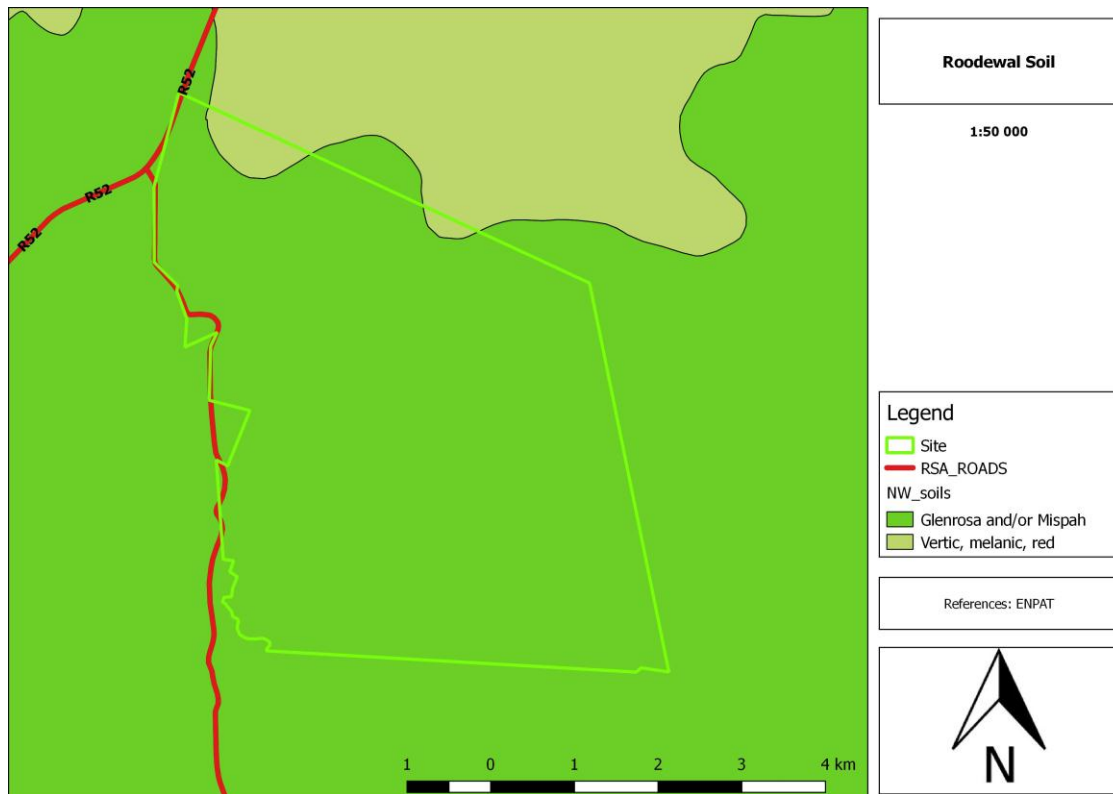 R52
R52
R52
Roodewal Soil
1:50 000
Legend
Site
RSA_ROADS
NW_soils
Glenrosa and/or Mispah
Vertic, melanic, red
References: ENPAT
N
1 0 1 2 3 4 km